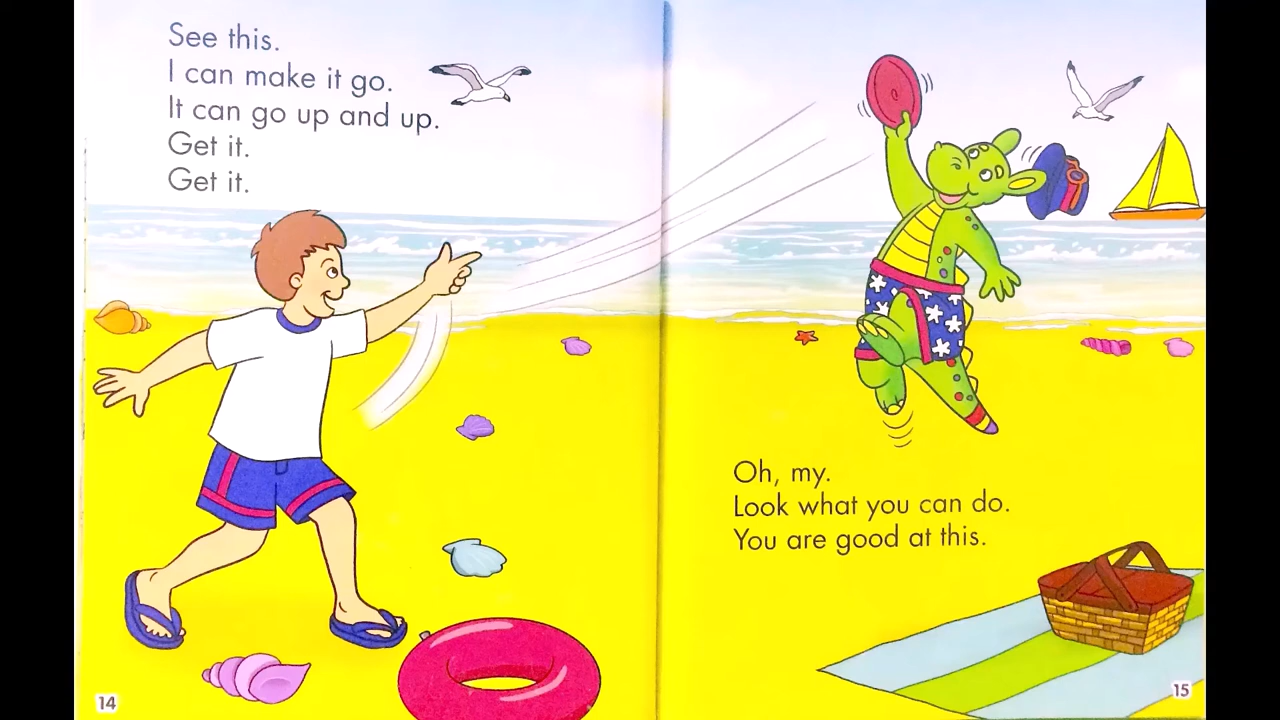 See this.
I can make it go.
It can go up and up.
Get it.
Get it.
14
Oh, my.
Look what you can do.
You are good at this.
15